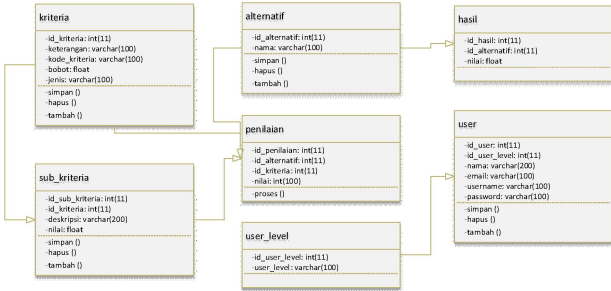 kriteria
-id_kriteria: int(11)
-keterangan: varchar(100)
-kode_kriteria: varchar(100)
-bobot: float
-jenis: varchar(100)
-simpan ()
-hapus ()
-tambah ()
alternatif
-id_alternatif: int(11)
-nama: varchar(100)
-simpan ()
-hapus ()
-tambah ()
hasil
-id_hasil: int(11)
-id_alternatif: int(11)
-nilai: float
penilaian
-id_penilaian: int(11)
-id_alternatif: int(11)
-id_kriteria: int(11)
-nilai: int(100)
-proses ()
user
-id_user: int(11)
-id_user_level: int(11)
-nama: varchar(200)
-email: varchar(100)
-username: varchar(100)
-password: varchar(100)
-simpan ()
-hapus ()
-tambah ()
sub_kriteria
-id_sub_kriteria: int(11)
-id_kriteria: int(11)
-deskripsi: varchar(200)
-nilai: float
-simpan ()
-hapus ()
-tambah ()
user_level
-id_user_level: int(11)
-user_level: varchar(100)